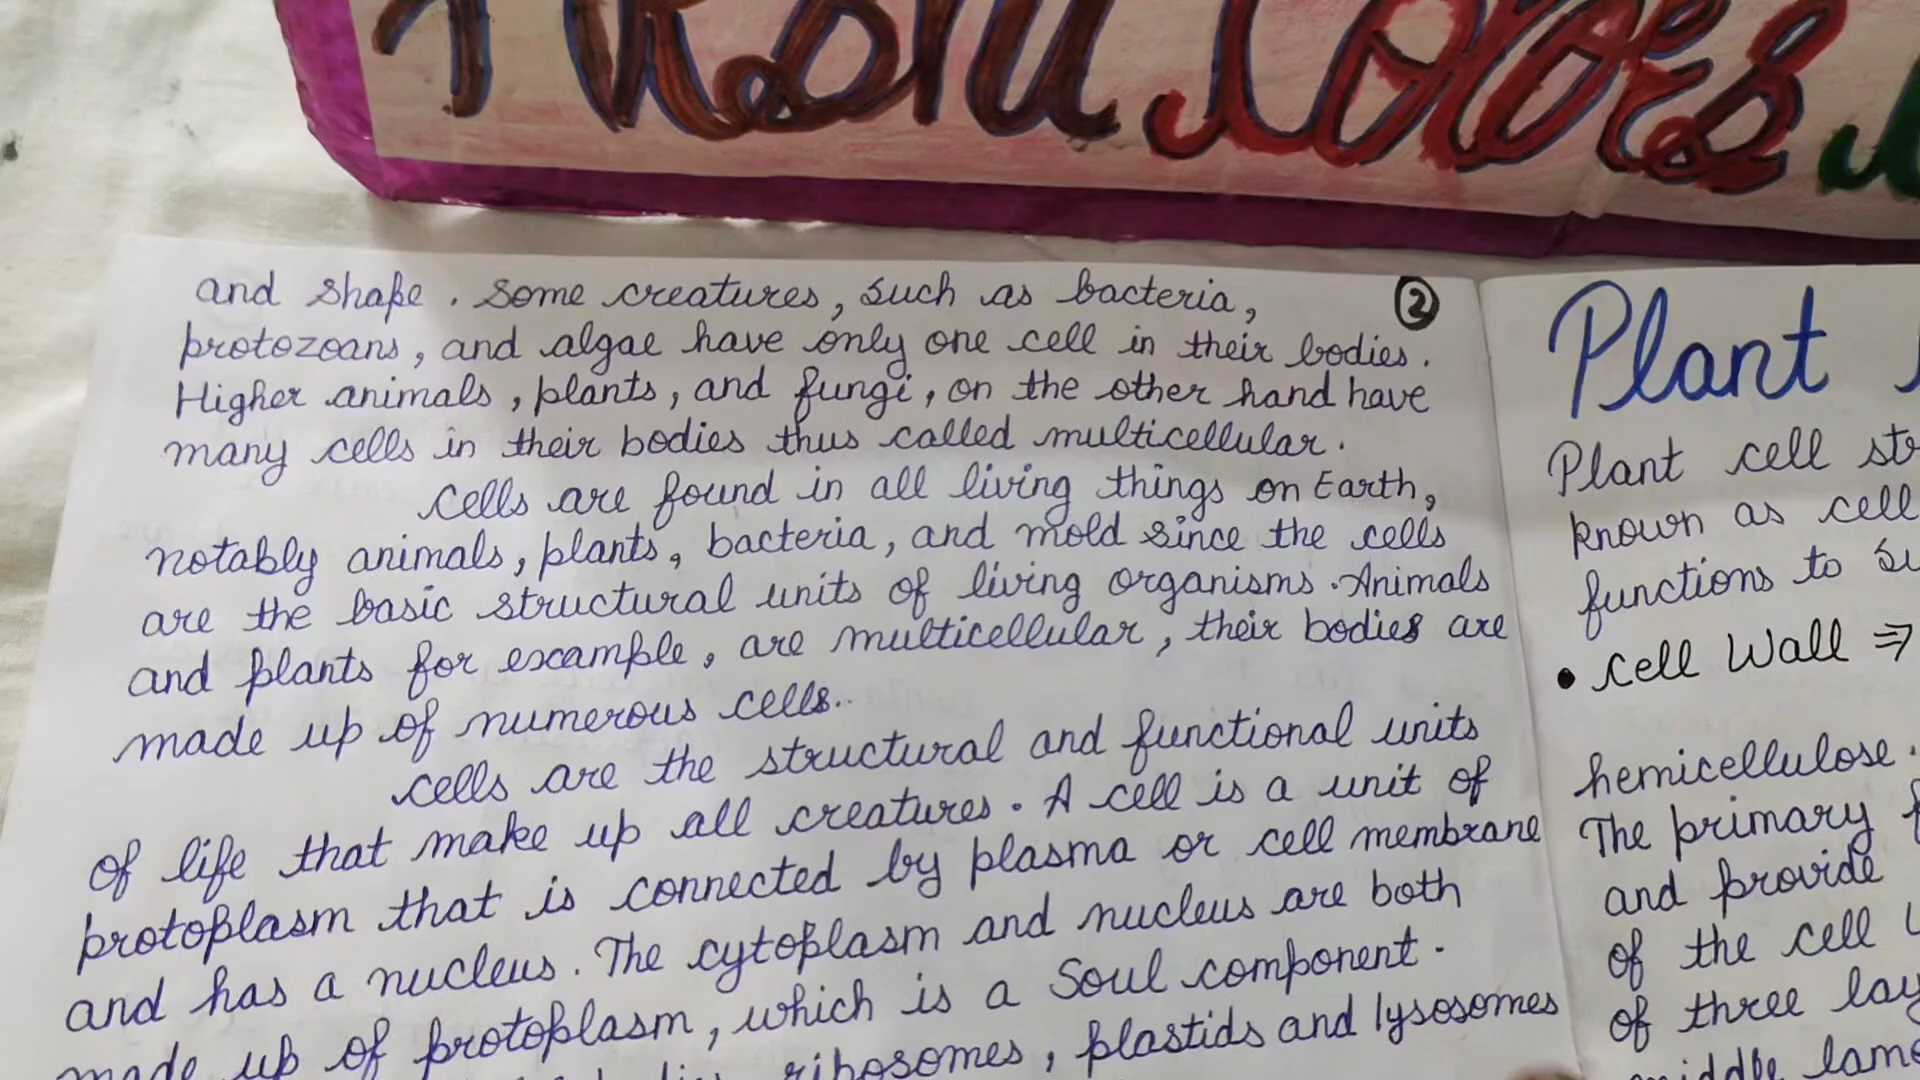 and shape. Some creatures, such as bacteria,
②
protozoans, and algae have only one cell in their bodies.
Higher animals, plants, and fungi, on the other hand have
many cells in their bodies thus called multicellular.
Cells are found in all living things on Earth,
notably animals, plants, bacteria, and mold since the cells
are the basic structural units of living organisms. Animals
and plants for example, are multicellular, their bodies are
made up of numerous cells..
Cells are the structural and functional units
of life that make up all creatures. A cell is a unit of
protoplasm that is connected by plasma or cell membrane
and has a nucleus. The cytoplasm and nucleus are both
made up of protoplasm, which is a Soul component.
ribosomes, plastids and lysosomes
Plant
Plant cell
known as cell
functions to
• Cell Wall ⇒
hemicellulose.
The primary
and provide
of the cell
of three